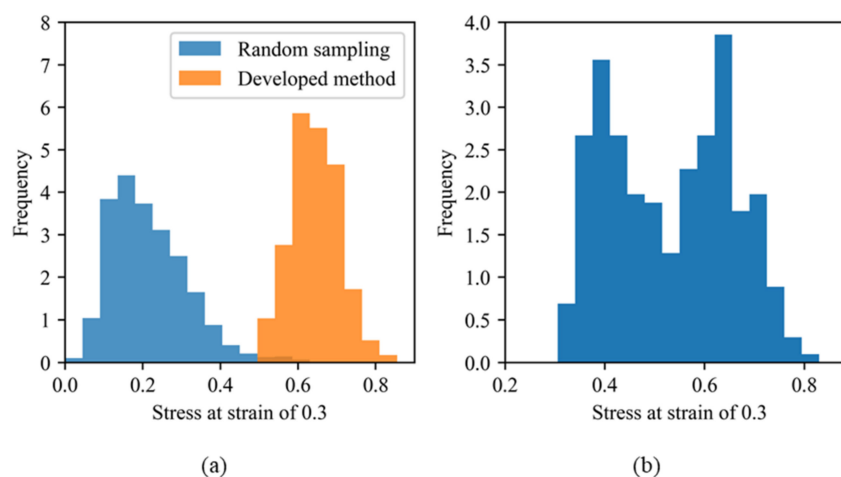 Random sampling
Developed method
Frequency
8
7
6
5
4
3
2
1
0
0.0 0.2 0.4 0.6 0.8
Stress at strain of 0.3
(a)
Frequency
4.0
3.5
3.0
2.5
2.0
1.5
1.0
0.5
0.0
0.2 0.4 0.6 0.8
Stress at strain of 0.3
(b)